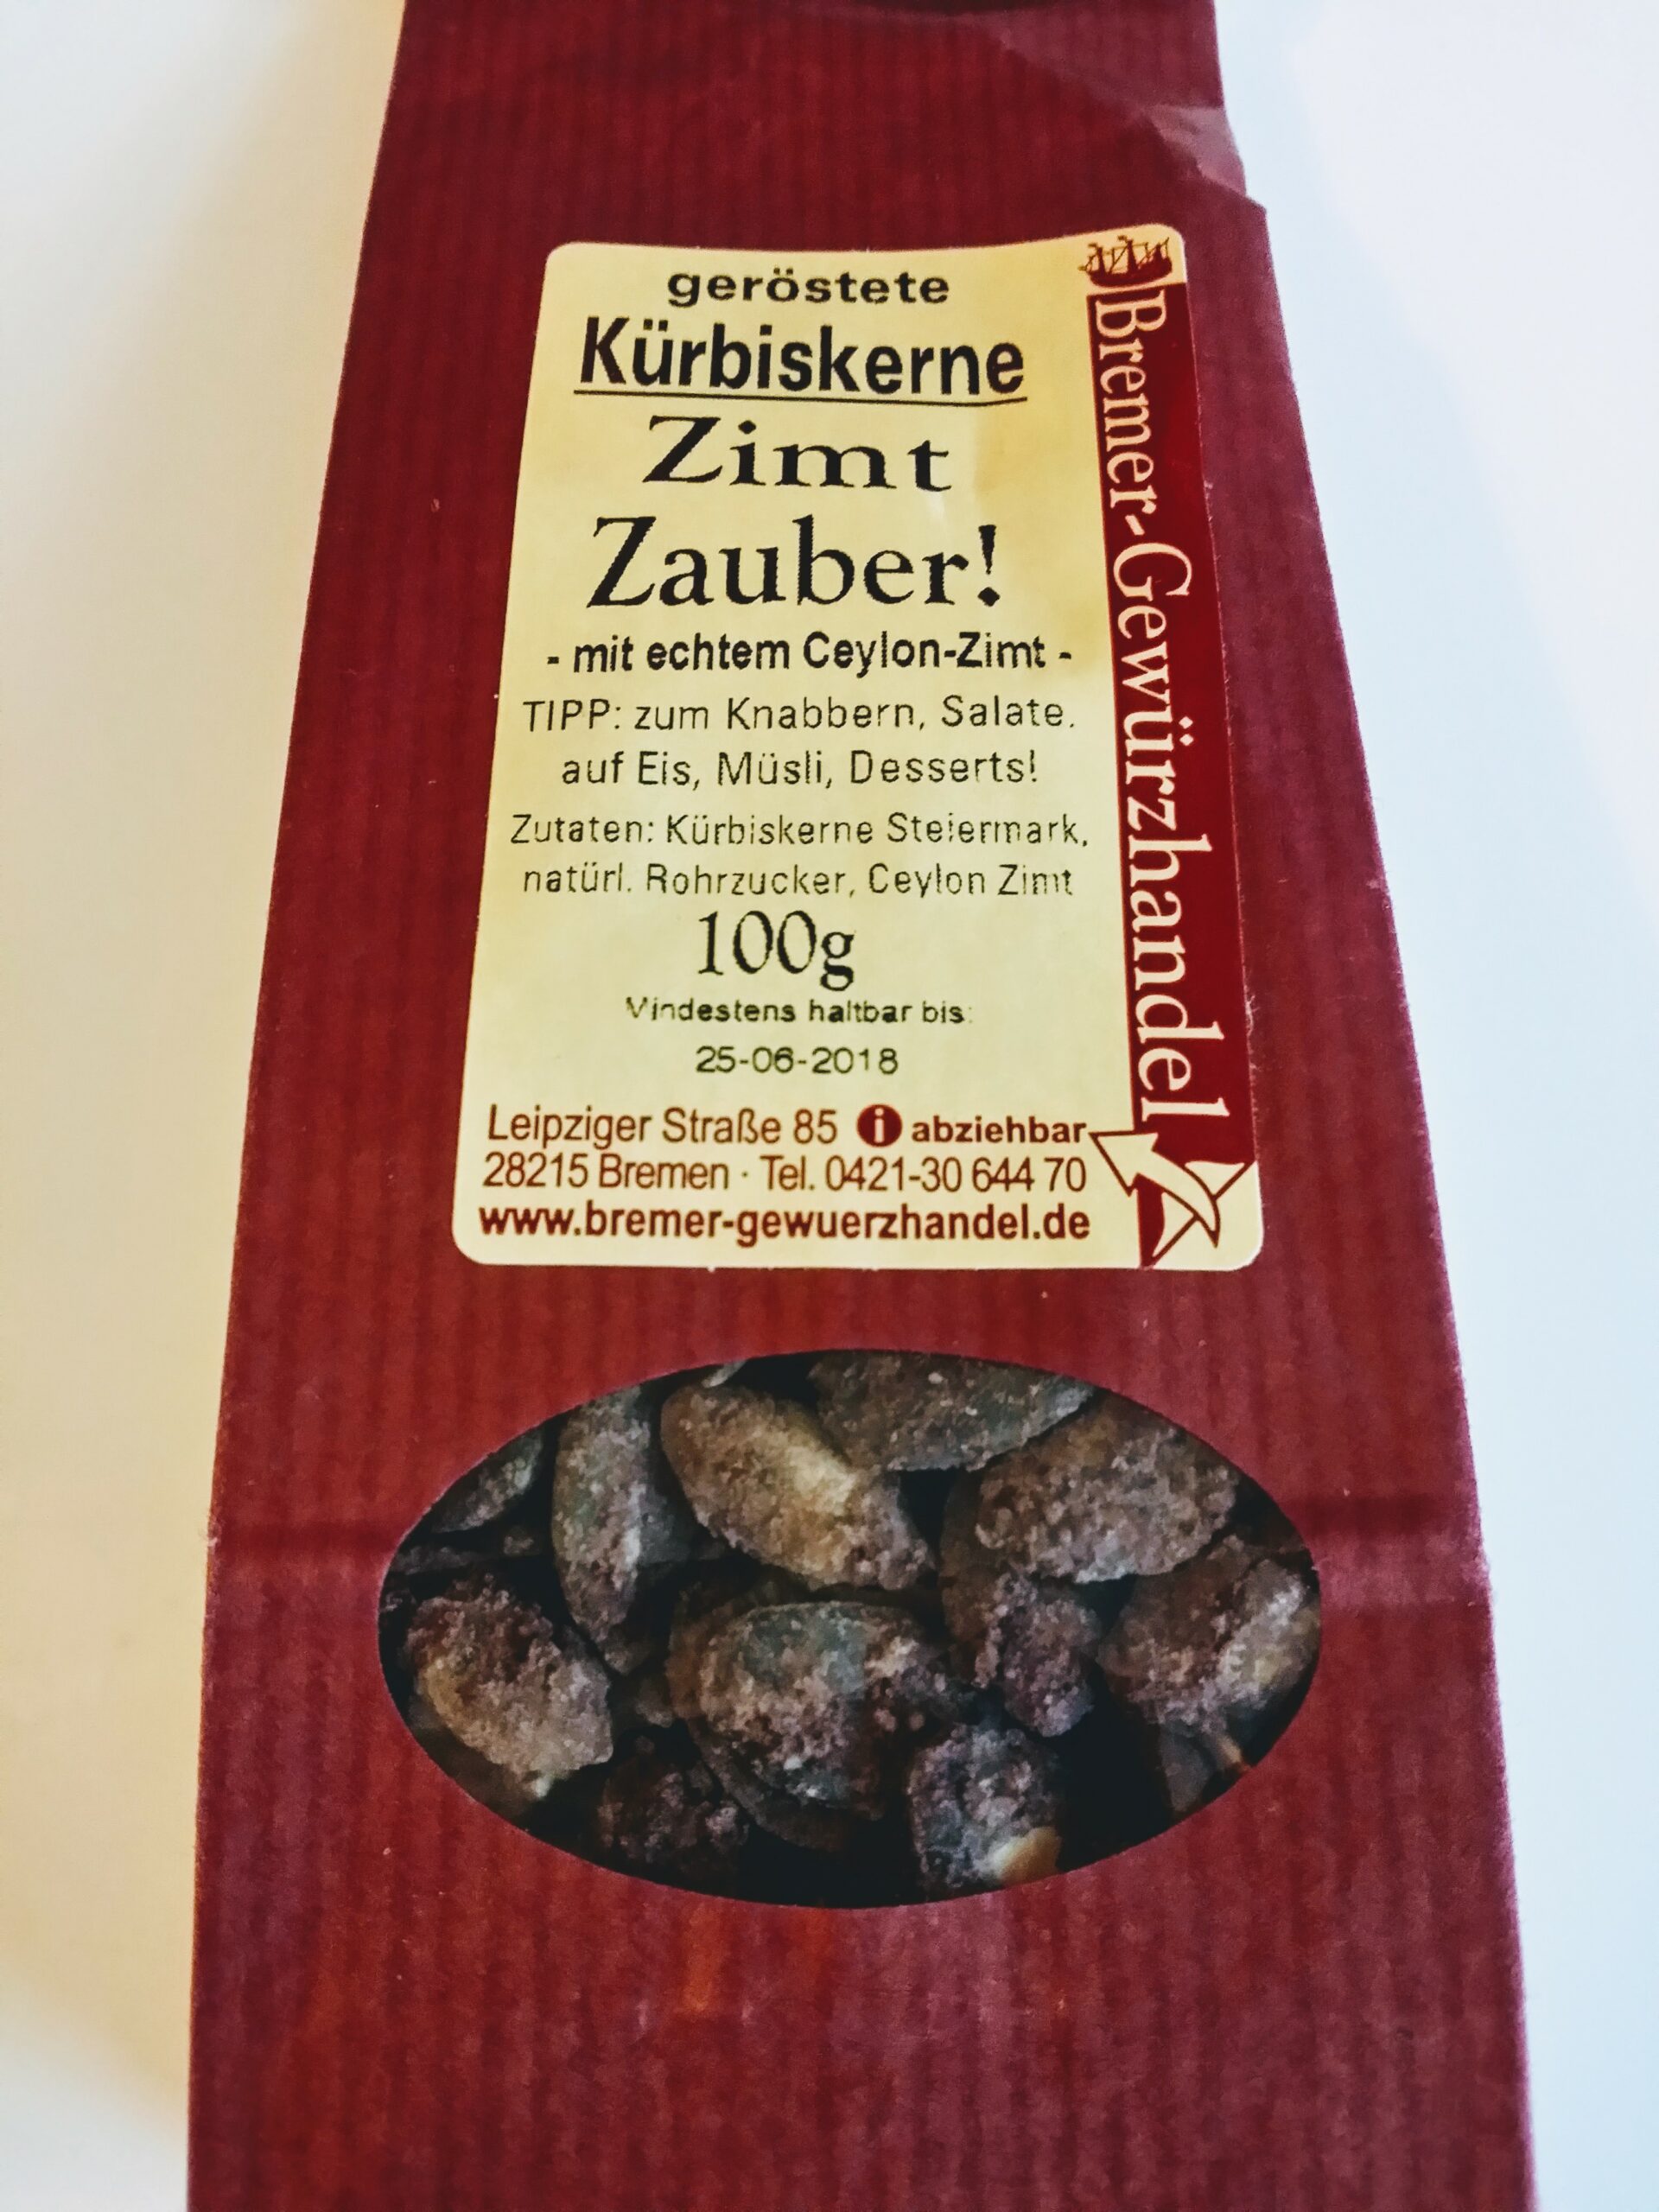 geröstete
Kürbiskerne
Zimt
Zauber!
- mit echtem Ceylon-Zimt -
TIPP: zum Knabbern, Salate.
auf Eis, Müsli, Desserts!
Zutaten: Kürbiskerne Steiermark,
natürl. Rohrzucker, Ceylon Zimt
100g
Mindestens haltbar bis:
25-06-2018
Leipziger Straße 85 i abziehbar
28215 Bremen · Tel. 0421-30 644 70
www.bremer-gewuerzhandel.de
Bremer-Gewürzhandel